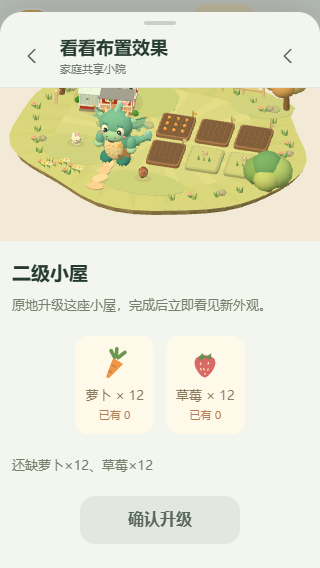 看看布置效果
家庭共享小院
二级小屋
原地升级这座小屋，完成后立即看见新外观。
萝卜 × 12
草莓 × 12
已有 0
已有 0
还缺萝卜×12、草莓×12
确认升级